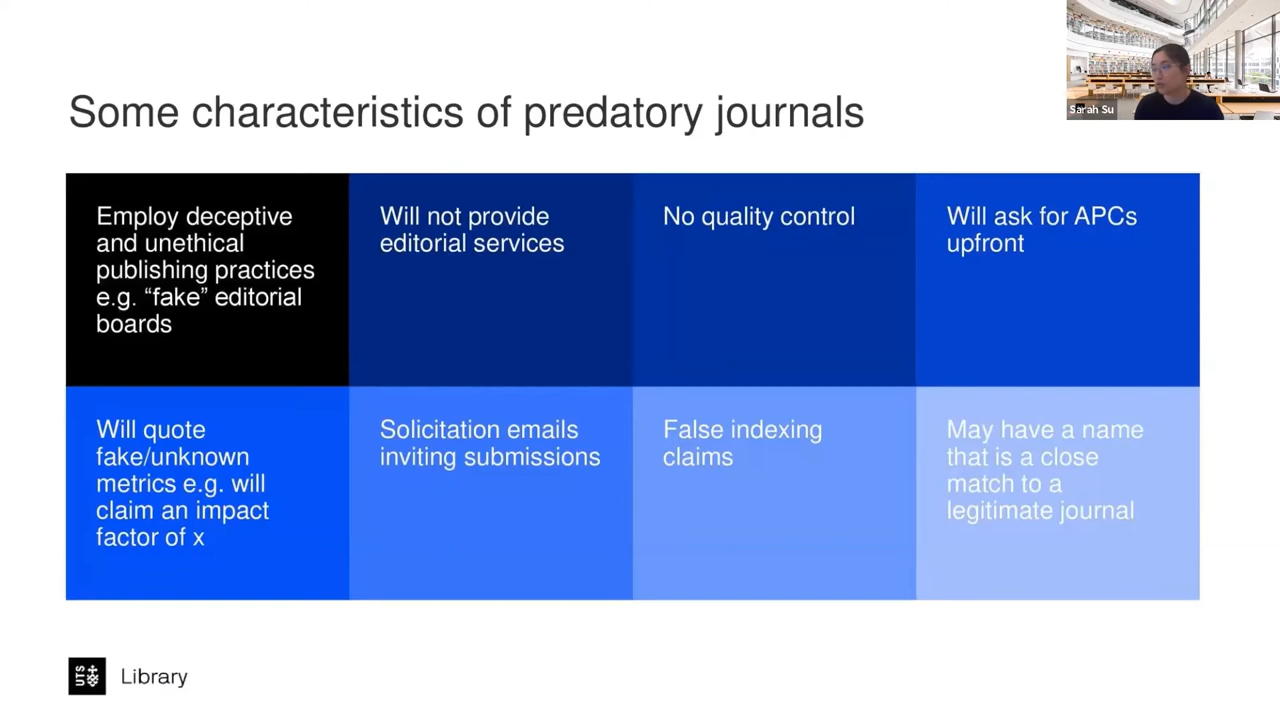 Sarah Su
Some characteristics of predatory journals
Employ deceptive
and unethical
publishing practices
e.g. “fake” editorial
boards
Will not provide
editorial services
No quality control
Will ask for APCs
upfront
Will quote
fake/unknown
metrics e.g. will
claim an impact
factor of x
Solicitation emails
inviting submissions
False indexing
claims
May have a name
that is a close
match to a
legitimate journal
UTS
Library